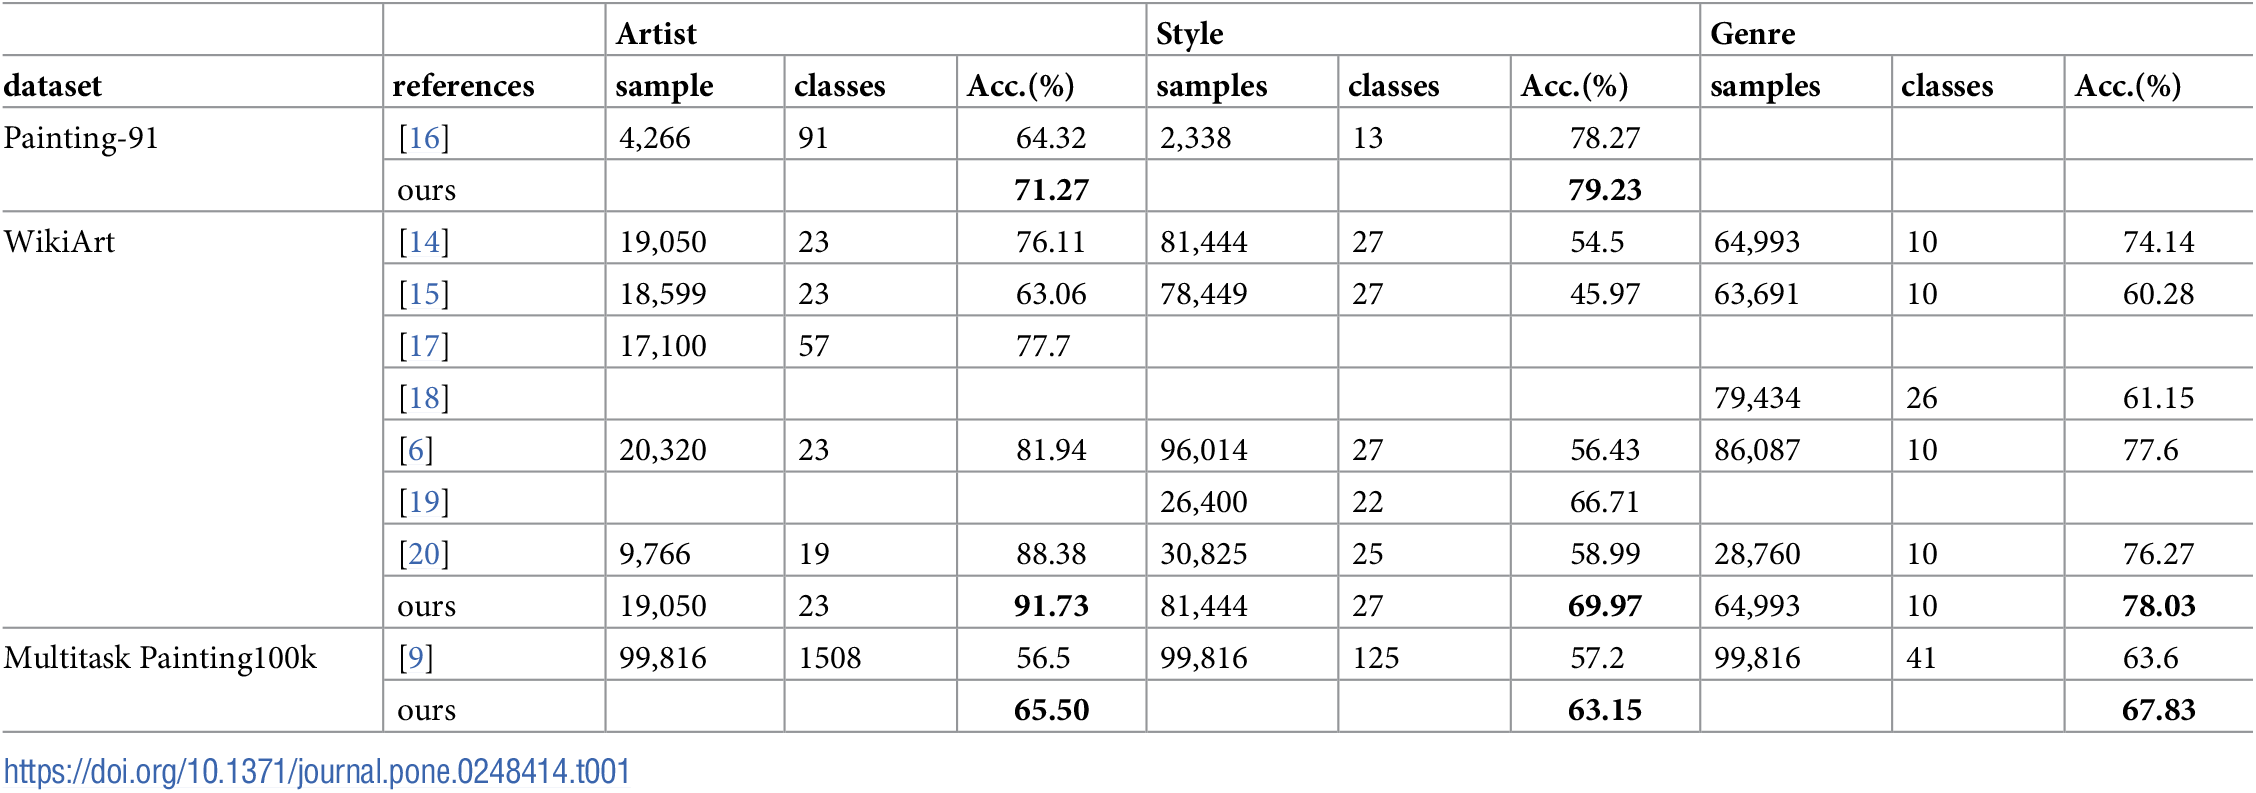 Artist Style Genre
dataset references sample classes Acc.(%) samples classes Acc.(%) samples classes Acc.(%)
Painting-91 [16] 4,266 91 64.32 2,338 13 78.27
ours 71.27 79.23
WikiArt [14] 19,050 23 76.11 81,444 27 54.5 64,993 10 74.14
[15] 18,599 23 63.06 78,449 27 45.97 63,691 10 60.28
[17] 17,100 57 77.7
[18] 79,434 26 61.15
[6] 20,320 23 81.94 96,014 27 56.43 86,087 10 77.6
[19] 26,400 22 66.71
[20] 9,766 19 88.38 30,825 25 58.99 28,760 10 76.27
ours 19,050 23 91.73 81,444 27 69.97 64,993 10 78.03
Multitask Painting100k [9] 99,816 1508 56.5 99,816 125 57.2 99,816 41 63.6
ours 65.50 63.15 67.83
https://doi.org/10.1371/journal.pone.0248414.t001